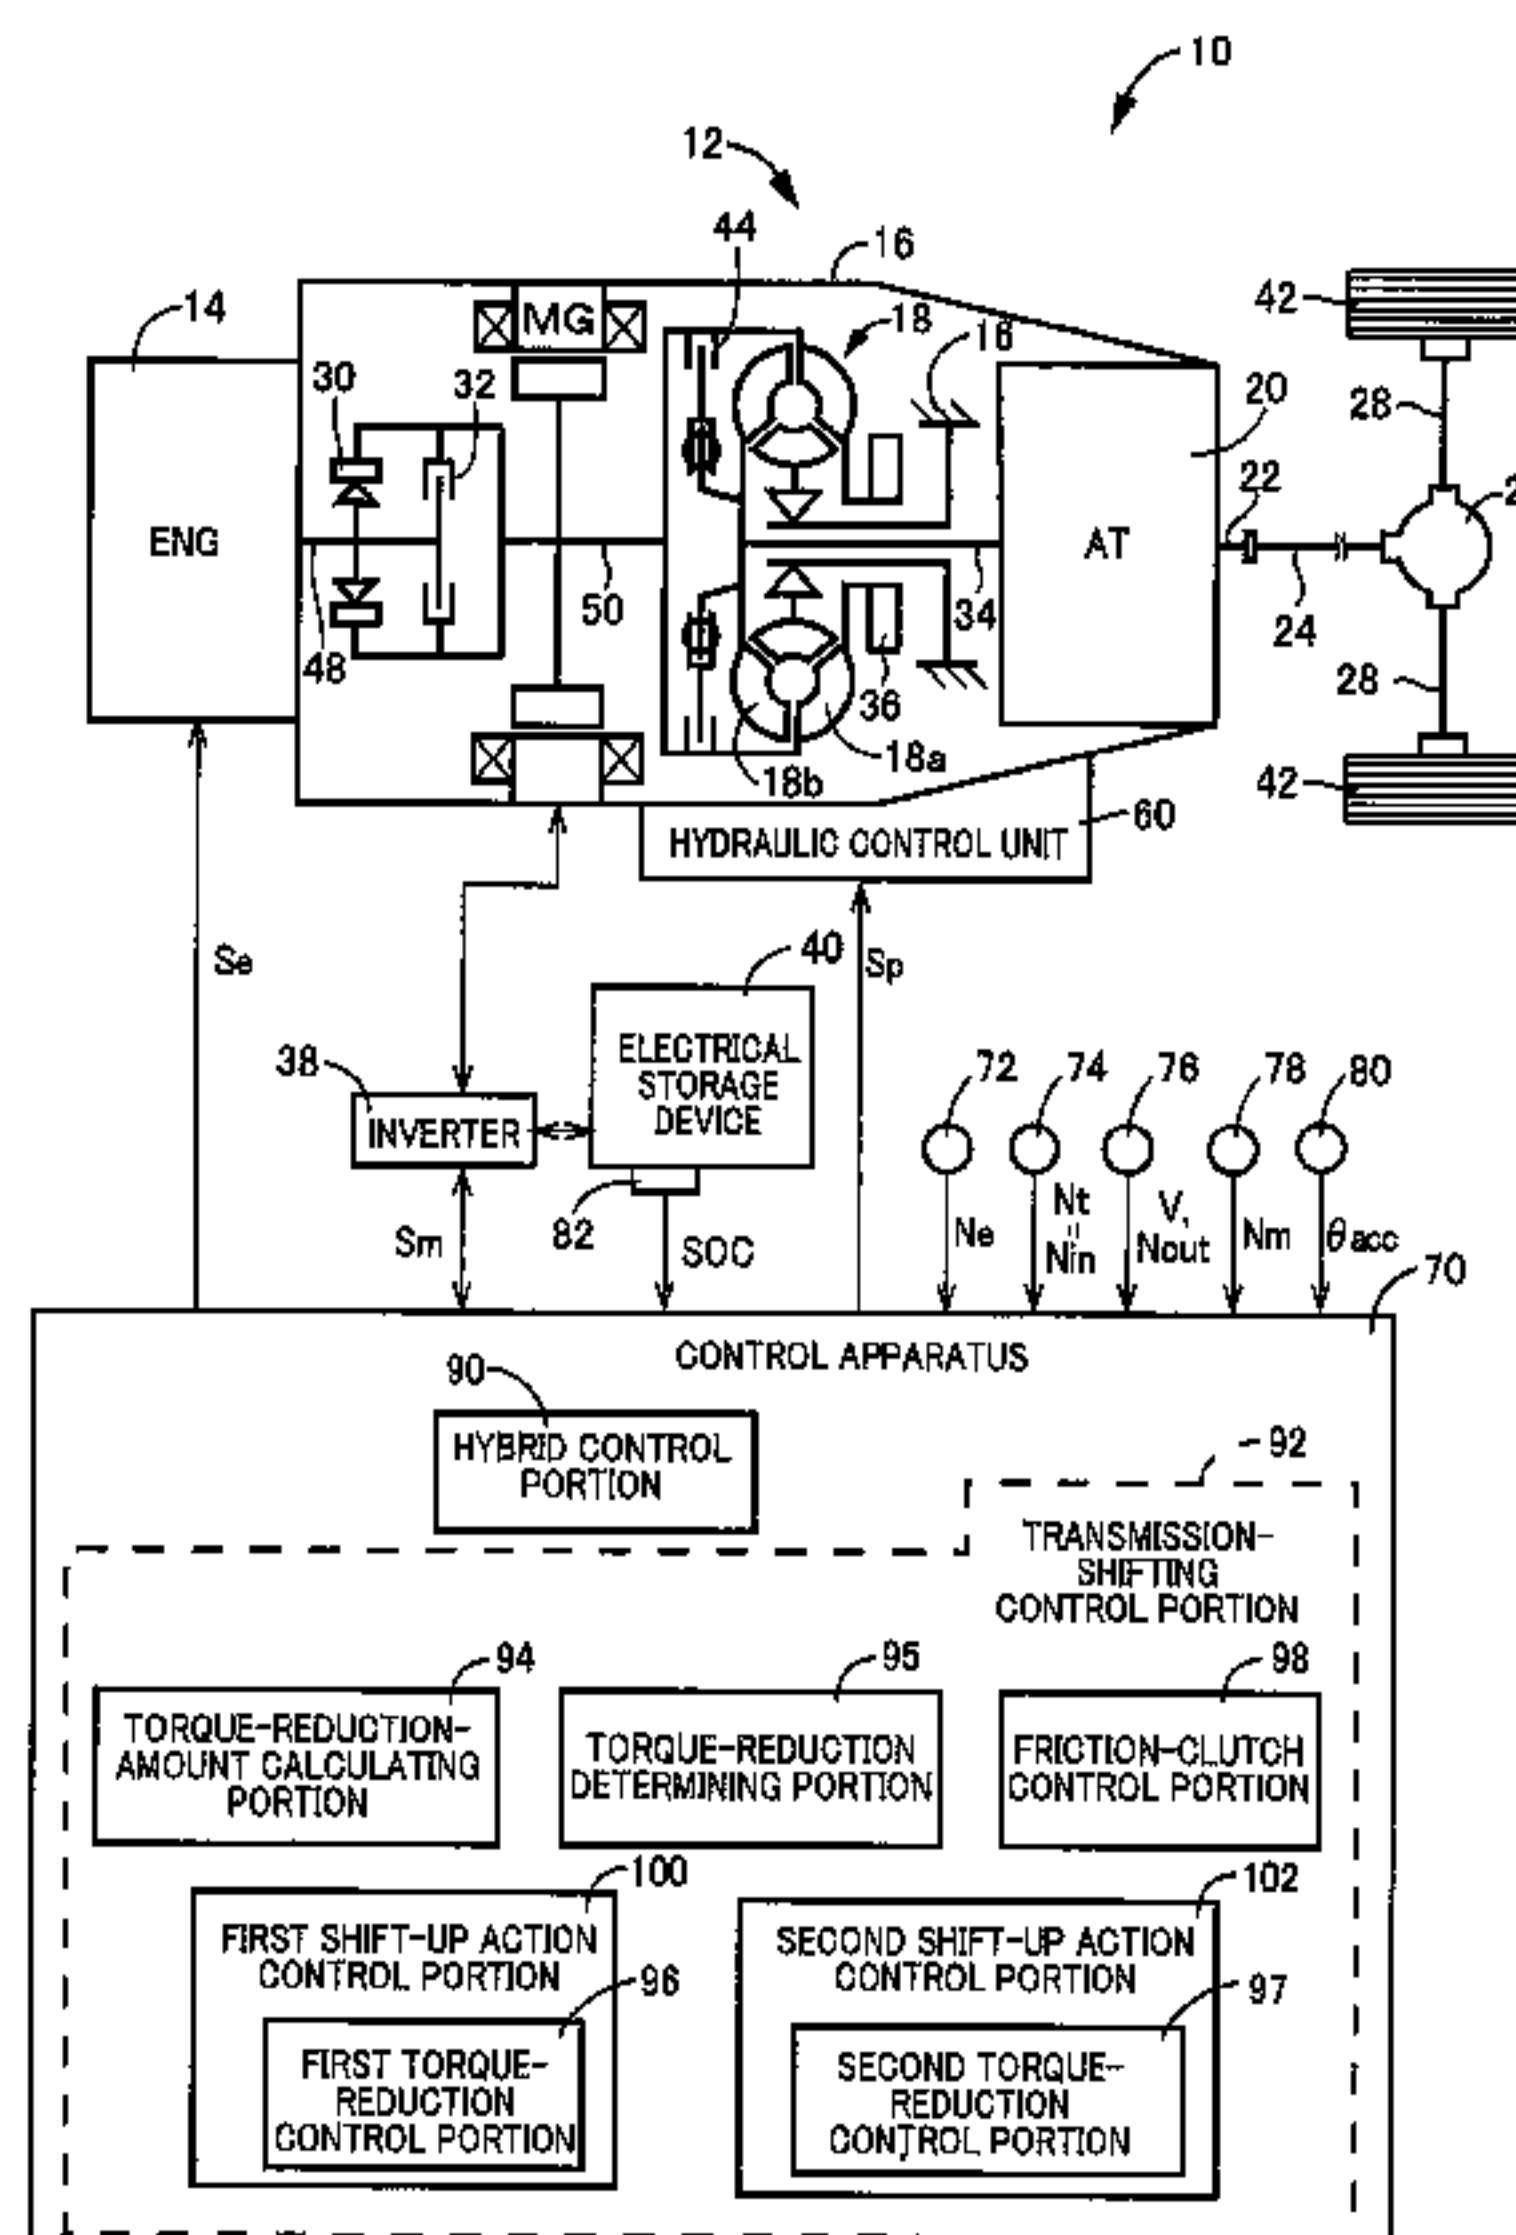 10
12
44
16
14
MG
18
16
42
30
32
20
28
22
ENG
AT
50
34
24
48
36
28
18a
18b
42
60
HYDRAULIC CONTROL UNIT
Se
40
Sp
38
ELECTRICAL
STORAGE
DEVICE
72
74
76
78
80
INVERTER
82
Sm
SOC
Ne
Nt
"
Nin
V,
Nout
Nm
θacc
70
CONTROL APPARATUS
90
HYBRID CONTROL
PORTION
92
TRANSMISSION-
SHIFTING
CONTROL PORTION
94
95
98
TORQUE-REDUCTION-
AMOUNT CALCULATING
PORTION
TORQUE-REDUCTION
DETERMINING PORTION
FRICTION-CLUTCH
CONTROL PORTION
100
102
FIRST SHIFT-UP ACTION
CONTROL PORTION
96
FIRST TORQUE-
REDUCTION
CONTROL PORTION
SECOND SHIFT-UP ACTION
CONTROL PORTION
97
SECOND TORQUE-
REDUCTION
CONTROL PORTION